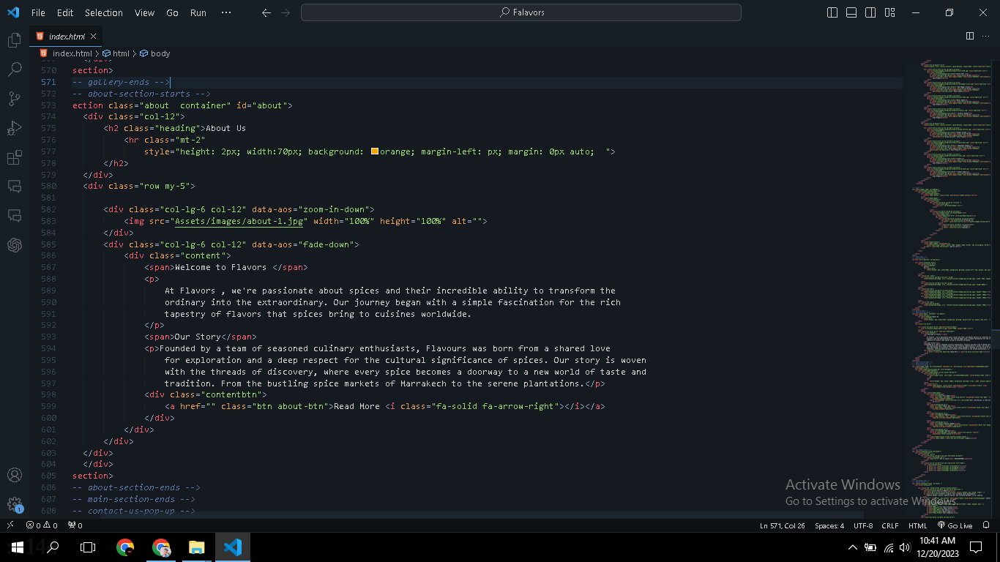 File Edit Selection View Go Run ··· Falavors
index.html
index.html > html > body
570 section>
571 -- gallery-ends -->
572 -- about-section-starts -->
573 ection class="about  container" id="about">
574 <div class="col-12">
575 <h2 class="heading">About Us
576 <hr class="mt-2"
577 style="height: 2px; width:70px; background: orange; margin-left: px; margin: 0px auto;  ">
578 </h2>
579 </div>
580 <div class="row my-5">
581
582 <div class="col-lg-6 col-12" data-aos="zoom-in-down">
583 <img src="Assets/images/about-1.jpg" width="100%" height="100%" alt="">
584 </div>
585 <div class="col-lg-6 col-12" data-aos="fade-down">
586 <div class="content">
587 <span>Welcome to Flavors </span>
588 <p>
589 At Flavors , we're passionate about spices and their incredible ability to transform the
590 ordinary into the extraordinary. Our journey began with a simple fascination for the rich
591 tapestry of flavors that spices bring to cuisines worldwide.
592 </p>
593 <span>Our Story</span>
594 <p>Founded by a team of seasoned culinary enthusiasts, Flavours was born from a shared love
595 for exploration and a deep respect for the cultural significance of spices. Our story is woven
596 with the threads of discovery, where every spice becomes a doorway to a new world of taste and
597 tradition. From the bustling spice markets of Marrakech to the serene plantations.</p>
598 <div class="contentbtn">
599 <a href="" class="btn about-btn">Read More <i class="fa-solid fa-arrow-right"></i></a>
600 </div>
601 </div>
602 </div>
603 </div>
604 </div>
605 section>
606 -- about-section-ends -->
607 -- main-section-ends -->
608 -- contact-us-pop-up -->
Activate Windows
Go to Settings to activate Windows.
1
0 0 0 Ln 571, Col 26 Spaces: 4 UTF-8 CRLF HTML Go Live
10:41 AM
12/20/2023